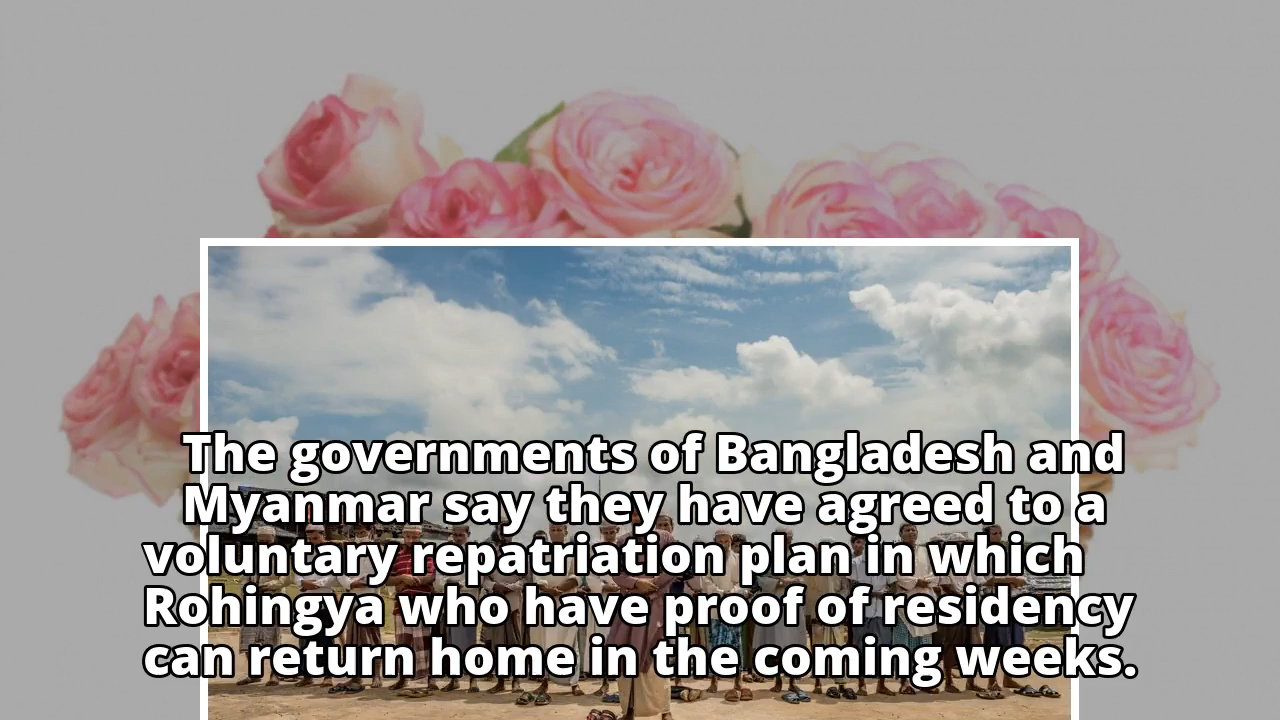 The governments of Bangladesh and
Myanmar say they have agreed to a
voluntary repatriation plan in which
Rohingya who have proof of residency
can return home in the coming weeks.